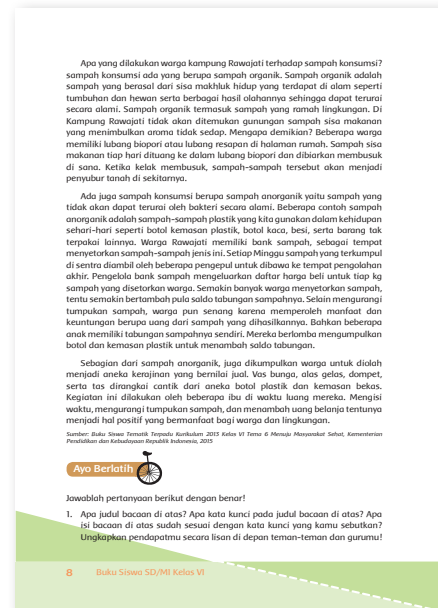 Apa yang dilakukan warga kampung Rawajati terhadap sampah konsumsi?
sampah konsumsi ada yang berupa sampah organik. Sampah organik adalah
sampah yang berasal dari sisa makhluk hidup yang terdapat di alam seperti
tumbuhan dan hewan serta berbagai hasil olahannya sehingga dapat terurai
secara alami. Sampah organik termasuk sampah yang ramah lingkungan. Di
Kampung Rawajati tidak akan ditemukan gunungan sampah sisa makanan
yang menimbulkan aroma tidak sedap. Mengapa demikian? Beberapa warga
memiliki lubang biopori atau lubang resapan di halaman rumah. Sampah sisa
makanan tiap hari dituang ke dalam lubang biopori dan dibiarkan membusuk
di sana. Ketika kelak membusuk, sampah-sampah tersebut akan menjadi
penyubur tanah di sekitarnya.
Ada juga sampah konsumsi berupa sampah anorganik yaitu sampah yang
tidak akan dapat terurai oleh bakteri secara alami. Beberapa contoh sampah
anorganik adalah sampah-sampah plastik yang kita gunakan dalam kehidupan
sehari-hari seperti botol kemasan plastik, botol kaca, besi, serta barang tak
terpakai lainnya. Warga Rawajati memiliki bank sampah, sebagai tempat
menyetorkan sampah-sampah jenis ini. Setiap Minggu sampah yang terkumpul
di sentra diambil oleh beberapa pengepul untuk dibawa ke tempat pengolahan
akhir. Pengelola bank sampah mengeluarkan daftar harga beli untuk tiap kg
sampah yang disetorkan warga. Semakin banyak warga menyetorkan sampah,
tentu semakin bertambah pula saldo tabungan sampahnya. Selain mengurangi
tumpukan sampah, warga pun senang karena memperoleh manfaat dan
keuntungan berupa uang dari sampah yang dihasilkannya. Bahkan beberapa
anak memiliki tabungan sampahnya sendiri. Mereka berlomba mengumpulkan
botol dan kemasan plastik untuk menambah saldo tabungan.
Sebagian dari sampah anorganik, juga dikumpulkan warga untuk diolah
menjadi aneka kerajinan yang bernilai jual. Vas bunga, alas gelas, dompet,
serta tas dirangkai cantik dari aneka botol plastik dan kemasan bekas.
Kegiatan ini dilakukan oleh beberapa ibu di waktu luang mereka. Mengisi
waktu, mengurangi tumpukan sampah, dan menambah uang belanja tentunya
menjadi hal positif yang bermanfaat bagi warga dan lingkungan.
Sumber: Buku Siswa Tematik Terpadu Kurikulum 2013 Kelas VI Tema 6 Menuju Masyarakat Sehat, Kementerian
Pendidikan dan Kebudayaan Republik Indonesia, 2015
Ayo Berlatih
Jawablah pertanyaan berikut dengan benar!
1. Apa judul bacaan di atas? Apa kata kunci pada judul bacaan di atas? Apa
isi bacaan di atas sudah sesuai dengan kata kunci yang kamu sebutkan?
Ungkapkan pendapatmu secara lisan di depan teman-teman dan gurumu!
8 Buku Siswa SD/MI Kelas VI